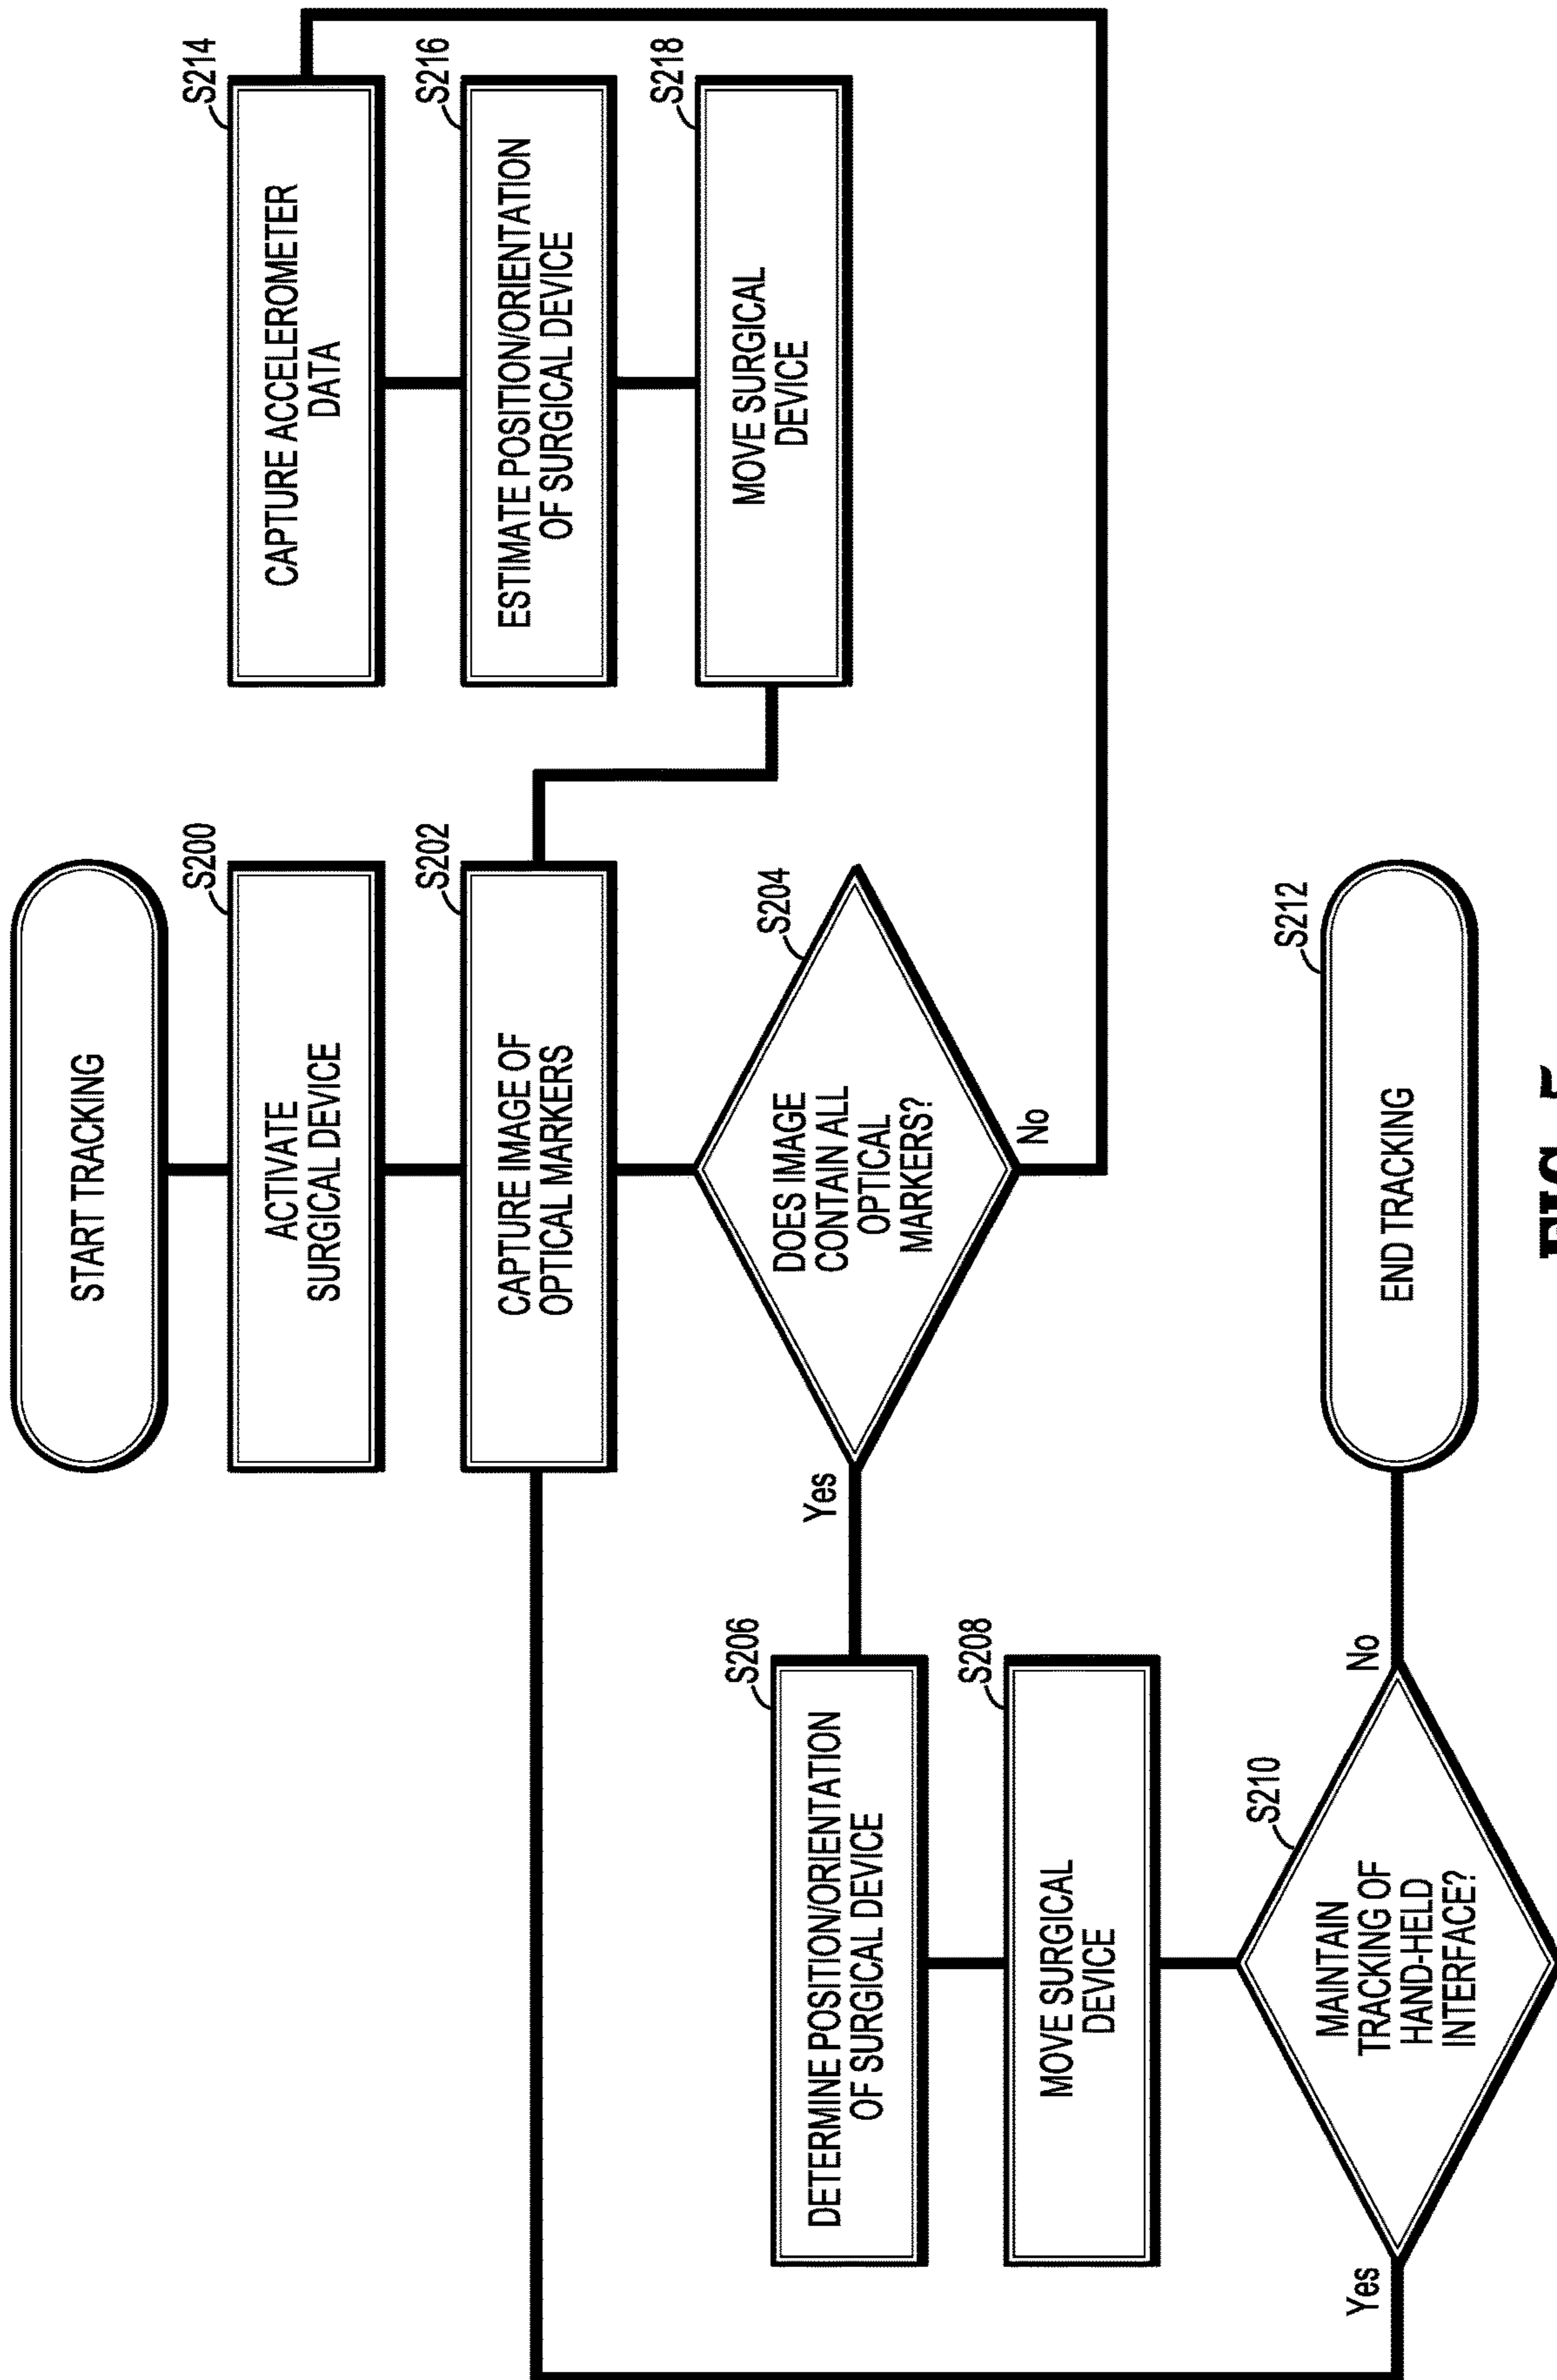 START TRACKING
S200
ACTIVATE
SURGICAL DEVICE
S202
CAPTURE IMAGE OF
OPTICAL MARKERS
S204
DOES IMAGE
CONTAIN ALL
OPTICAL
MARKERS?
Yes
No
S206
DETERMINE POSITION/ORIENTATION
OF SURGICAL DEVICE
S208
MOVE SURGICAL
DEVICE
S210
MAINTAIN
TRACKING OF
HAND-HELD
INTERFACE?
Yes
No
S212
END TRACKING
S214
CAPTURE ACCELEROMETER
DATA
S216
ESTIMATE POSITION/ORIENTATION
OF SURGICAL DEVICE
S218
MOVE SURGICAL
DEVICE